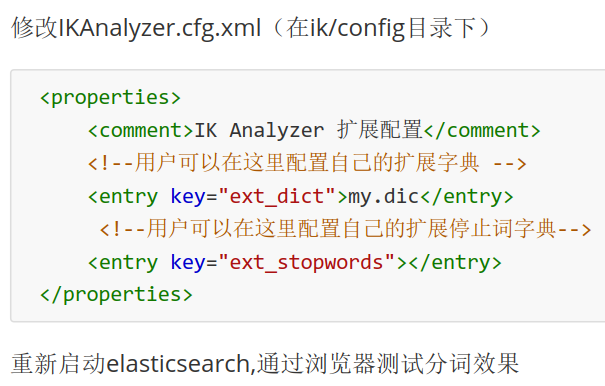 修改IKAnalyzer.cfg.xml（在ik/config目录下）
<properties>
<comment>IK Analyzer 扩展配置</comment>
<!--用户可以在这里配置自己的扩展字典 -->
<entry key="ext_dict">my.dic</entry>
<!--用户可以在这里配置自己的扩展停止词字典-->
<entry key="ext_stopwords"></entry>
</properties>
重新启动elasticsearch,通过浏览器测试分词效果